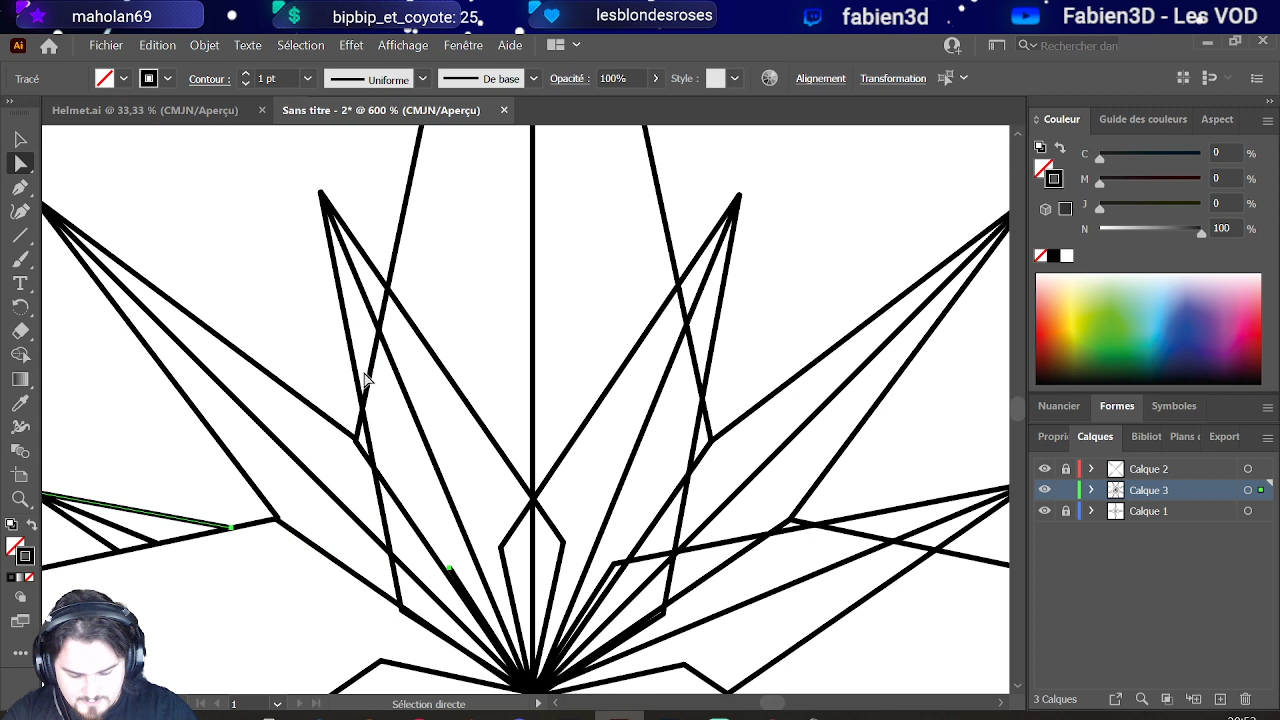 maholan69
$ bipbip_et_coyote: 25
lesblondesroses
fabien3d
Fabien3D - Les VOD
Ai Fichier Edition Objet Texte Sélection Effet Affichage Fenêtre Aide Rechercher dan
Tracé Contour : 1 pt Uniforme De base Opacité : 100% Style : Alignement Transformation
Helmet.ai @ 33,33 % (CMJN/Aperçu) × Sans titre - 2* @ 600 % (CMJN/Aperçu) ×
Couleur Guide des couleurs Aspect
C 0 %
M 0 %
J 0 %
N 100 %
Nuancier Formes Symboles
Propri Calques Bibliot Plans d Export
Calque 2
Calque 3
Calque 1
3 Calques
1 Sélection directe